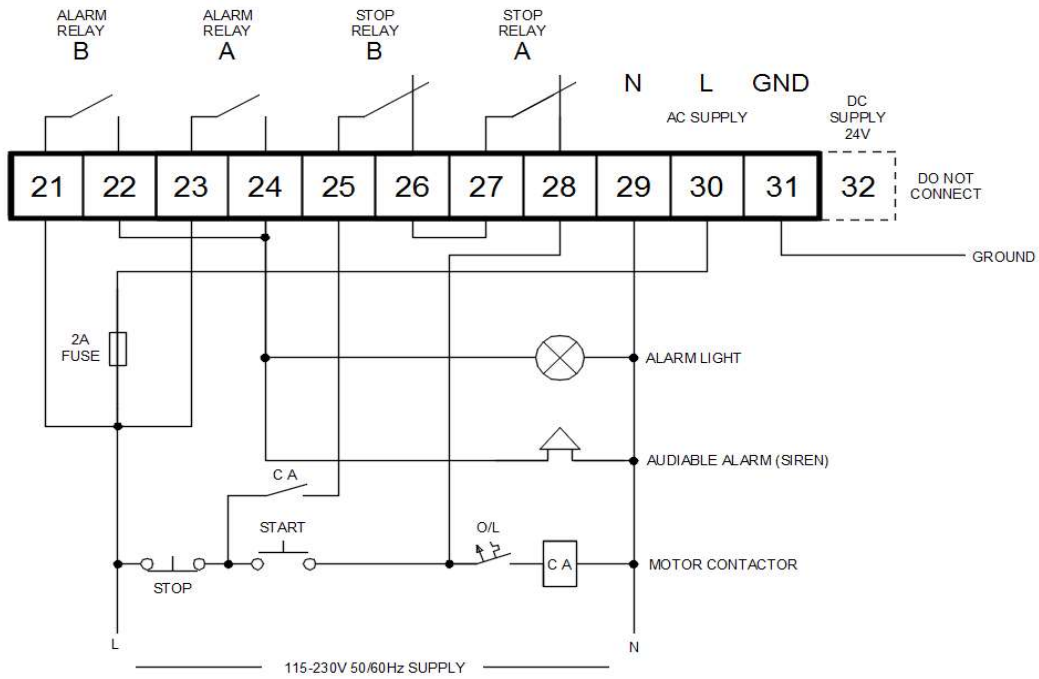 ALARM RELAY B
ALARM RELAY A
STOP RELAY B
STOP RELAY A
N L GND
AC SUPPLY
DC SUPPLY 24V
21 22 23 24 25 26 27 28 29 30 31 32
DO NOT CONNECT
GROUND
2A FUSE
ALARM LIGHT
AUDIABLE ALARM (SIREN)
C A
START
O/L
STOP
C A
MOTOR CONTACTOR
L
N
115-230V 50/60Hz SUPPLY